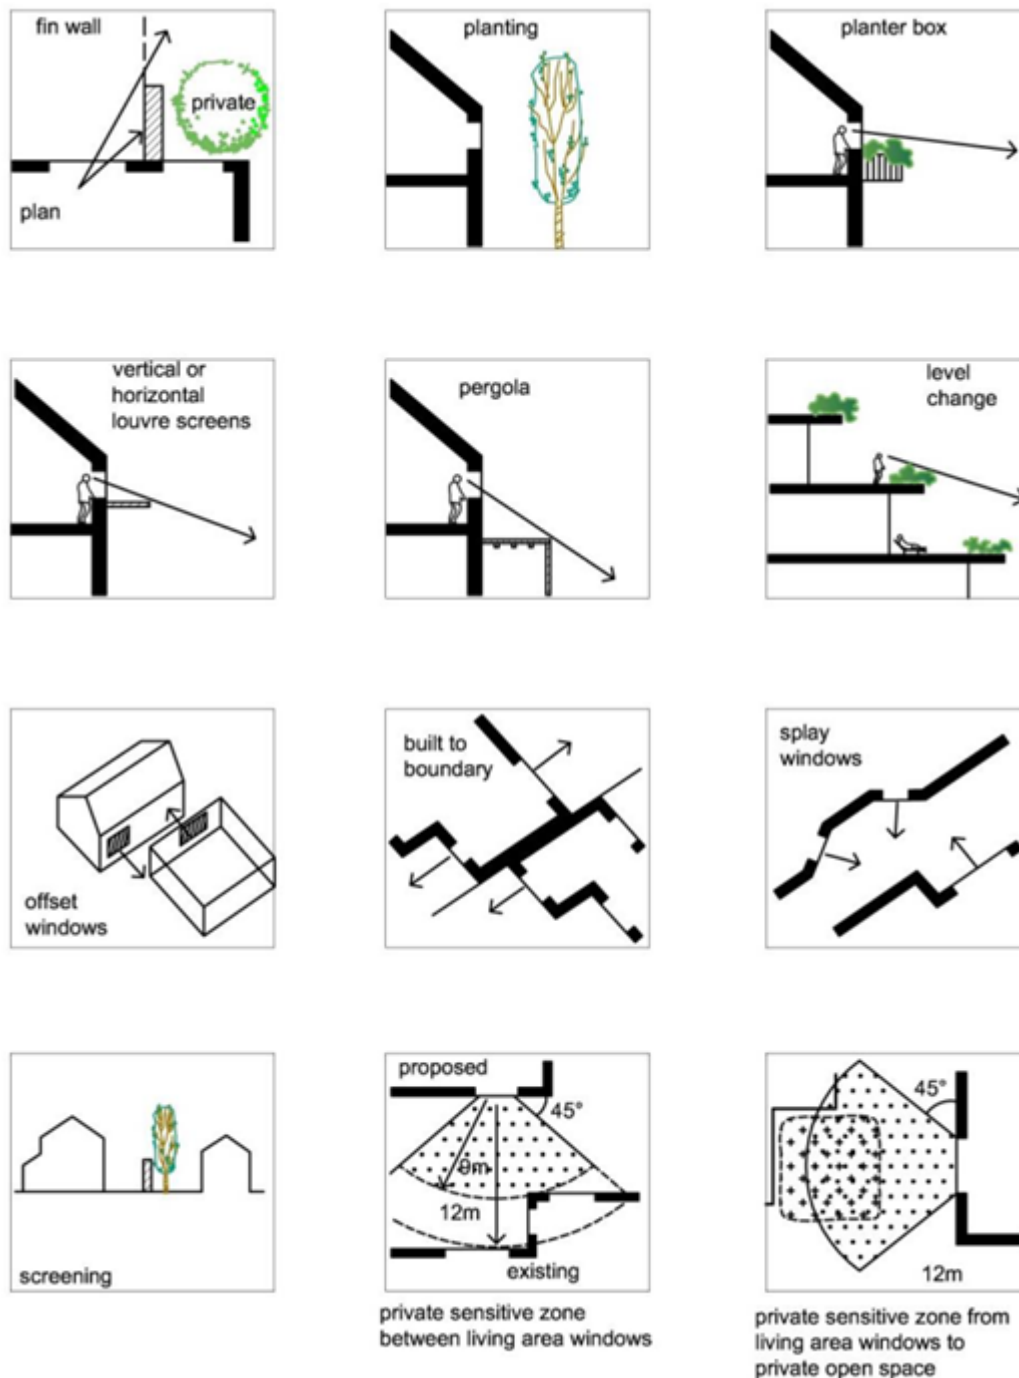 fin wall
private
plan
planting
planter box
vertical or
horizontal
louvre screens
pergola
level
change
offset
windows
built to
boundary
splay
windows
screening
proposed
45°
9m
12m
existing
private sensitive zone
between living area windows
45°
12m
private sensitive zone from
living area windows to
private open space